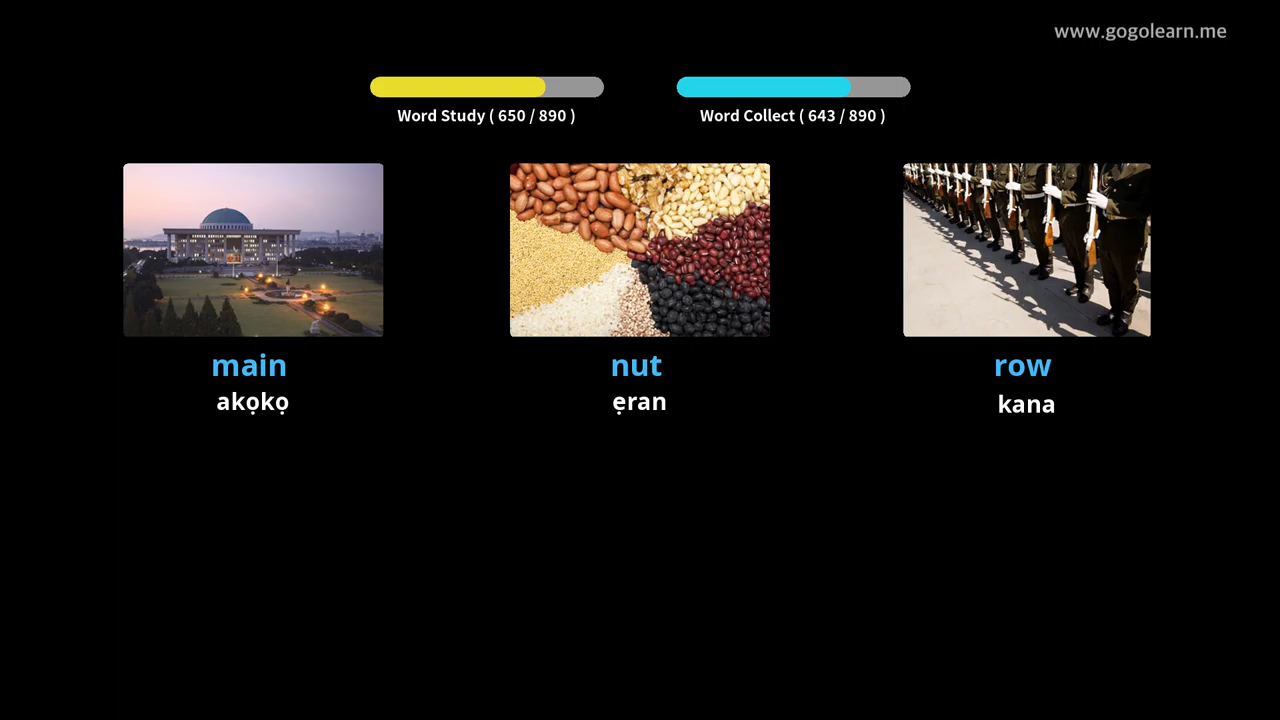 www.gogolearn.me
Word Study ( 650 / 890 )
Word Collect ( 643 / 890 )
main
akọkọ
nut
ẹran
row
kana